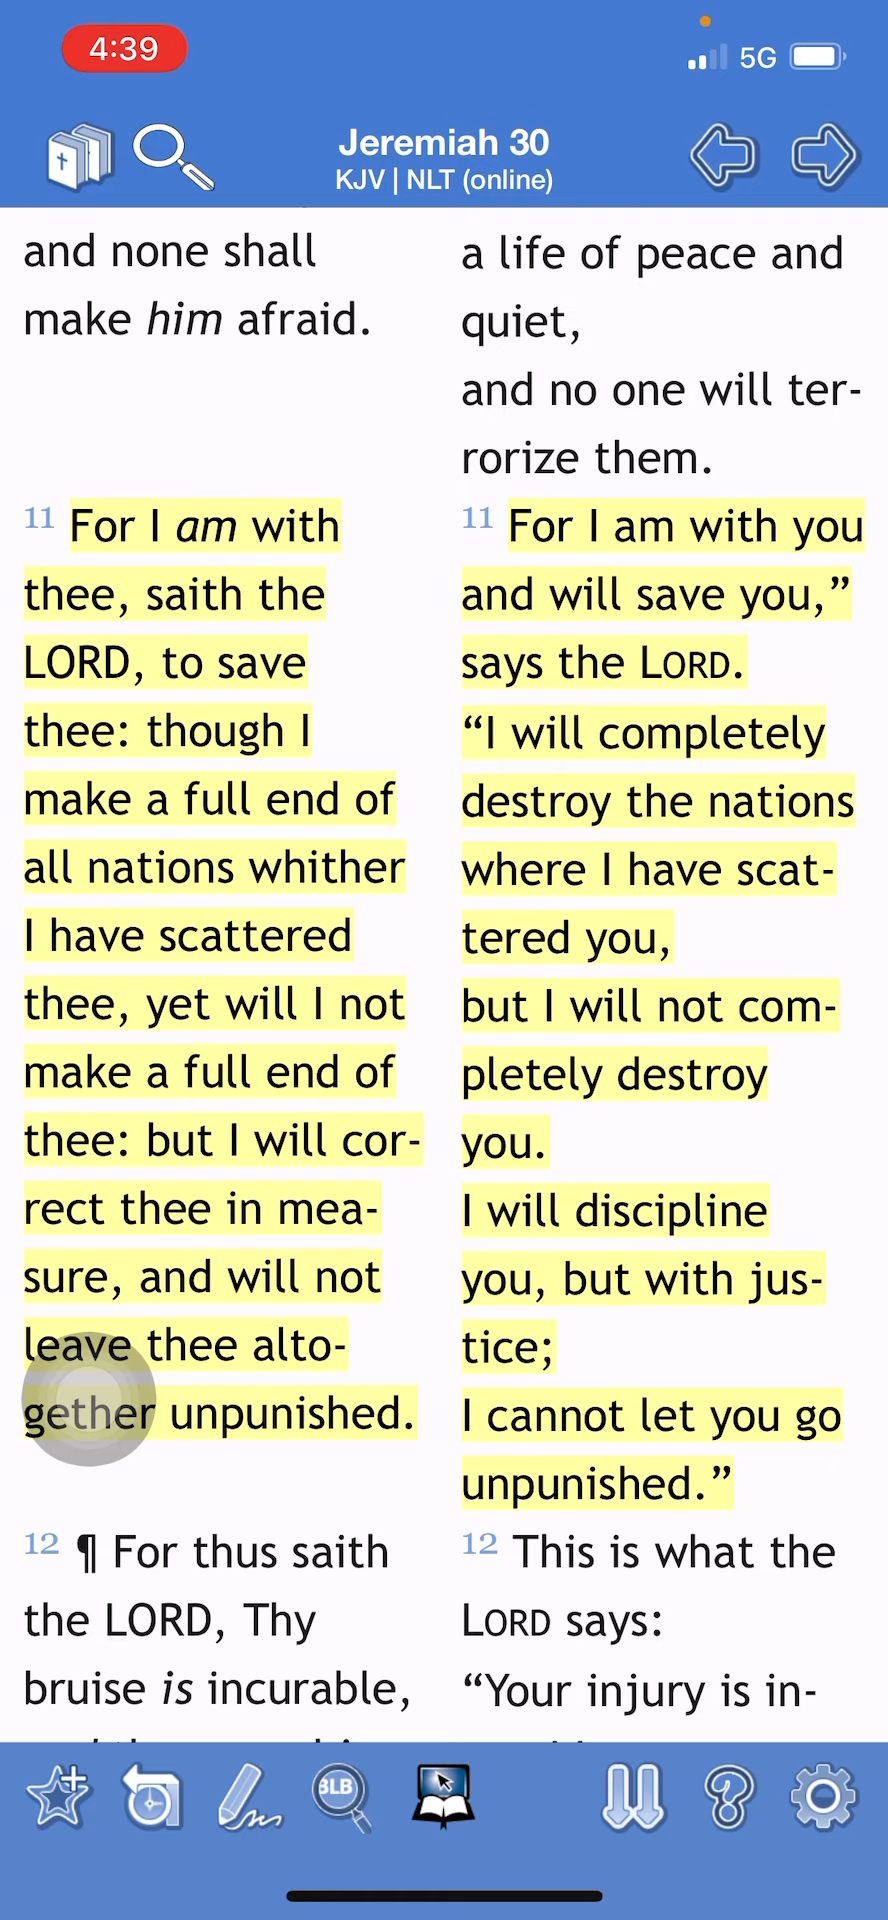 4:39
5G
Jeremiah 30
KJV | NLT (online)
and none shall
make him afraid.
11 For I am with
thee, saith the
LORD, to save
thee: though I
make a full end of
all nations whither
I have scattered
thee, yet will I not
make a full end of
thee: but I will cor-
rect thee in mea-
sure, and will not
leave thee alto-
gether unpunished.
12 ¶ For thus saith
the LORD, Thy
bruise is incurable,
a life of peace and
quiet,
and no one will ter-
rorize them.
11 For I am with you
and will save you,”
says the LORD.
“I will completely
destroy the nations
where I have scat-
tered you,
but I will not com-
pletely destroy
you.
I will discipline
you, but with jus-
tice;
I cannot let you go
unpunished.”
12 This is what the
LORD says:
“Your injury is in-
BLB